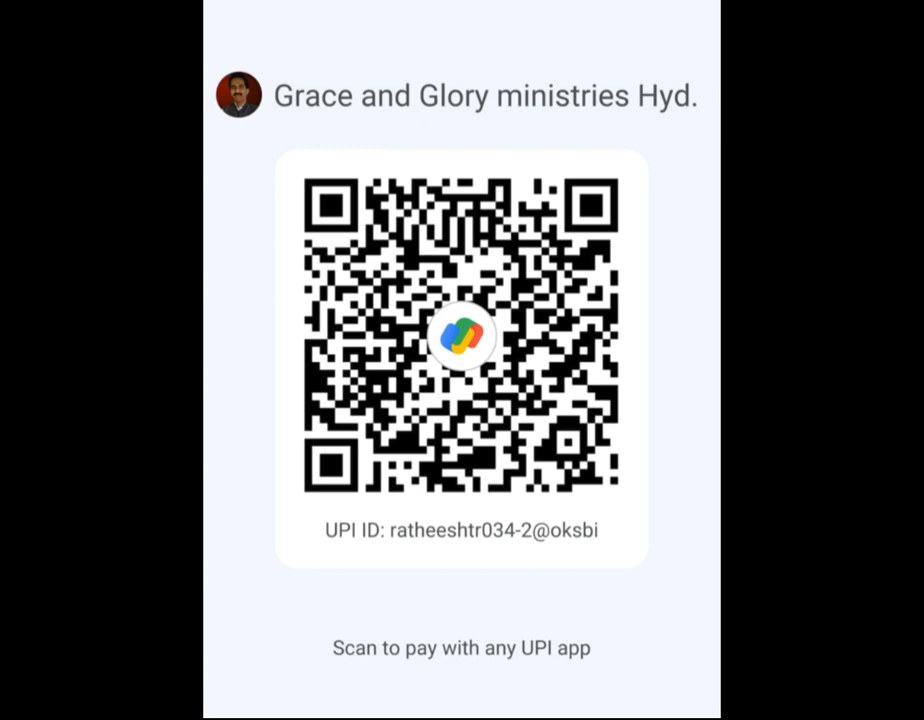 Grace and Glory ministries Hyd.
UPI ID: ratheeshtr034-2@oksbi
Scan to pay with any UPI app